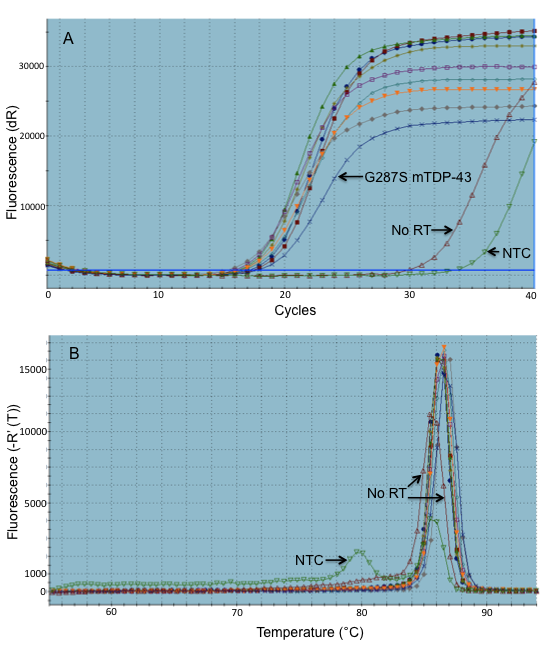 A
30000
20000
10000
Fluorescence (dR)
G287S mTDP-43
No RT
NTC
0 10 20 30 40
Cycles
B
15000
10000
5000
1000
0
Fluorescence (-R' (T))
No RT
NTC
60 70 80 90
Temperature (°C)